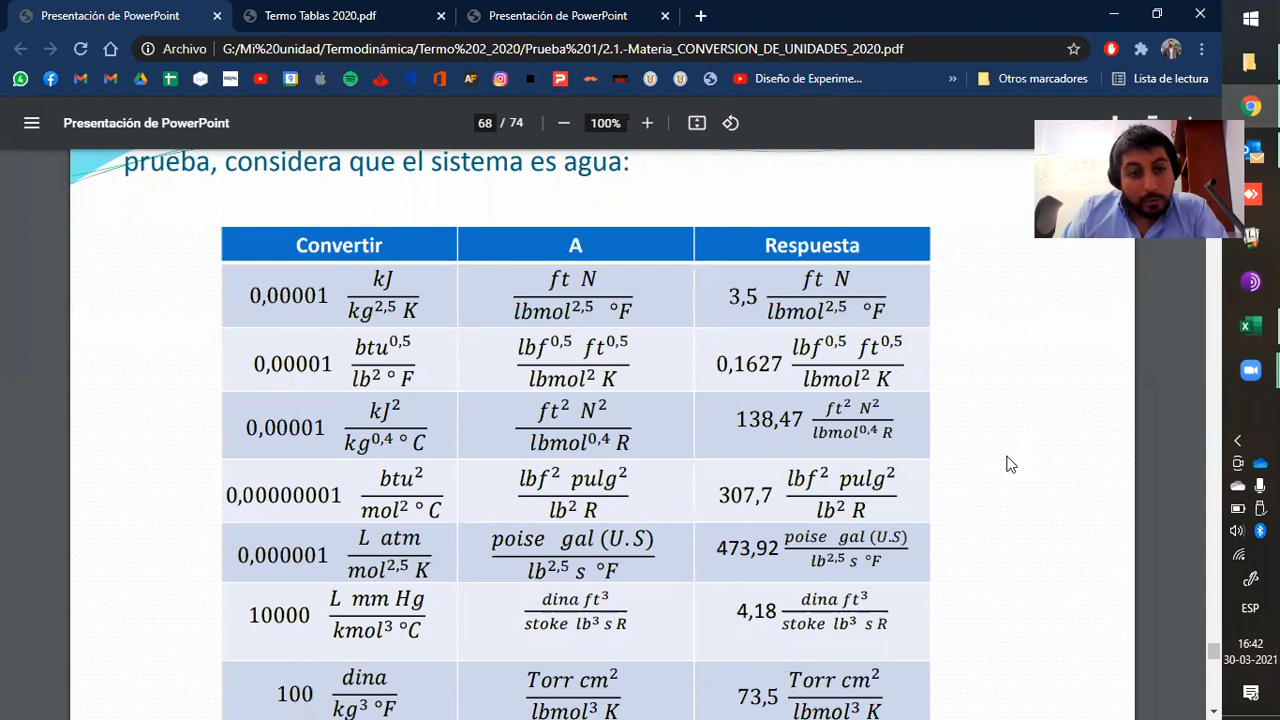 Presentación de PowerPoint
Termo Tablas 2020.pdf
Presentación de PowerPoint
Archivo
G:/Mi%20unidad/Termodinámica/Termo%202_2020/Prueba%201/2.1.-Materia_CONVERSION_DE_UNIDADES_2020.pdf
Diseño de Experime...
»
Otros marcadores
Lista de lectura
Presentación de PowerPoint
68 / 74
100%
prueba, considera que el sistema es agua:
Convertir A Respuesta
0,00001 kJ / kg^2,5 K ft N / lbmol^2,5 °F 3,5 ft N / lbmol^2,5 °F
0,00001 btu^0,5 / lb^2 ° F lbf^0,5 ft^0,5 / lbmol^2 K 0,1627 lbf^0,5 ft^0,5 / lbmol^2 K
0,00001 kJ^2 / kg^0,4 ° C ft^2 N^2 / lbmol^0,4 R 138,47 ft^2 N^2 / lbmol^0,4 R
0,00000001 btu^2 / mol^2 ° C lbf^2 pulg^2 / lb^2 R 307,7 lbf^2 pulg^2 / lb^2 R
0,000001 L atm / mol^2,5 K poise gal (U.S) / lb^2,5 s °F 473,92 poise gal (U.S) / lb^2,5 s °F
10000 L mm Hg / kmol^3 °C dina ft^3 / stoke lb^3 s R 4,18 dina ft^3 / stoke lb^3 s R
100 dina / kg^3 °F Torr cm^2 / lbmol^3 K 73,5 Torr cm^2 / lbmol^3 K
ESP
16:42
30-03-2021